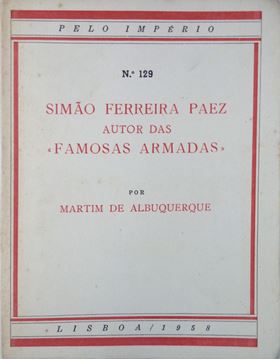 PELO IMPÉRIO
N.º 129
SIMÃO FERREIRA PAEZ
AUTOR DAS
«FAMOSAS ARMADAS»
POR
MARTIM DE ALBUQUERQUE
LISBOA/1958